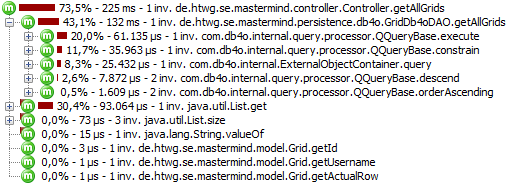 73,5% - 225 ms - 1 inv. de.htwg.se.mastermind.controller.Controller.getAllGrids
43,1% - 132 ms - 1 inv. de.htwg.se.mastermind.persistence.db4o.GridDb4oDAO.getAllGrids
20,0% - 61.135 µs - 1 inv. com.db4o.internal.query.processor.QQueryBase.execute
11,7% - 35.963 µs - 1 inv. com.db4o.internal.query.processor.QQueryBase.constrain
8,3% - 25.432 µs - 1 inv. com.db4o.internal.ExternalObjectContainer.query
2,6% - 7.872 µs - 2 inv. com.db4o.internal.query.processor.QQueryBase.descend
0,5% - 1.609 µs - 2 inv. com.db4o.internal.query.processor.QQueryBase.orderAscending
30,4% - 93.064 µs - 1 inv. java.util.List.get
0,0% - 73 µs - 3 inv. java.util.List.size
0,0% - 15 µs - 1 inv. java.lang.String.valueOf
0,0% - 3 µs - 1 inv. de.htwg.se.mastermind.model.Grid.getId
0,0% - 1 µs - 1 inv. de.htwg.se.mastermind.model.Grid.getUsername
0,0% - 1 µs - 1 inv. de.htwg.se.mastermind.model.Grid.getActualRow